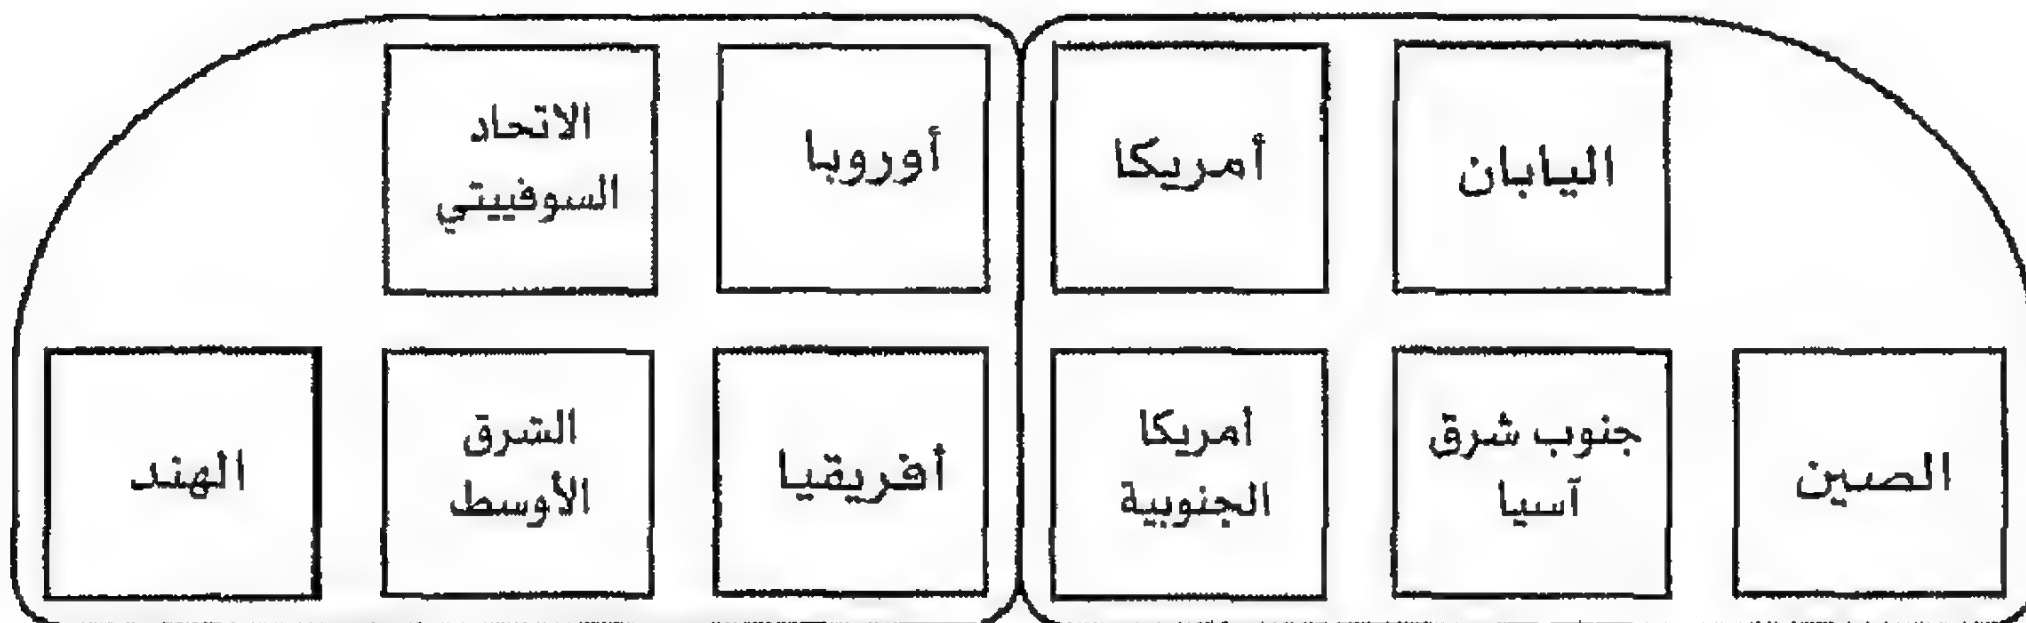 اليابان
أمريكا
أوروبا
الاتحاد
السوفييتي
الصين
جنوب شرق
آسيا
أمريكا
الجنوبية
أفريقيا
الشرق
الأوسط
الهند